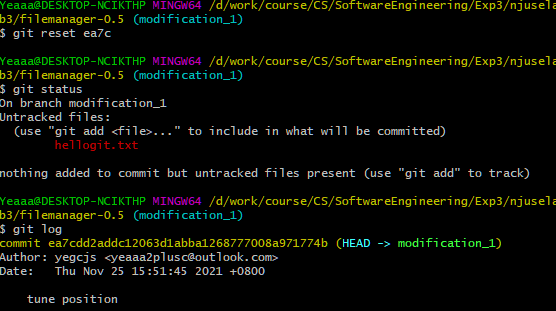 Yeaaa@DESKTOP-NCIKTHP MINGW64 /d/work/course/CS/SoftwareEngineering/Exp3/njusela
b3/filemanager-0.5 (modification_1)
$ git reset ea7c
Yeaaa@DESKTOP-NCIKTHP MINGW64 /d/work/course/CS/SoftwareEngineering/Exp3/njusela
b3/filemanager-0.5 (modification_1)
$ git status
On branch modification_1
Untracked files:
  (use "git add <file>..." to include in what will be committed)
        hellogit.txt
nothing added to commit but untracked files present (use "git add" to track)
Yeaaa@DESKTOP-NCIKTHP MINGW64 /d/work/course/CS/SoftwareEngineering/Exp3/njusela
b3/filemanager-0.5 (modification_1)
$ git log
commit ea7cdd2addc12063d1abba1268777008a971774b (HEAD -> modification_1)
Author: yegcjs <yeaaa2plusc@outlook.com>
Date:   Thu Nov 25 15:51:45 2021 +0800
    tune position